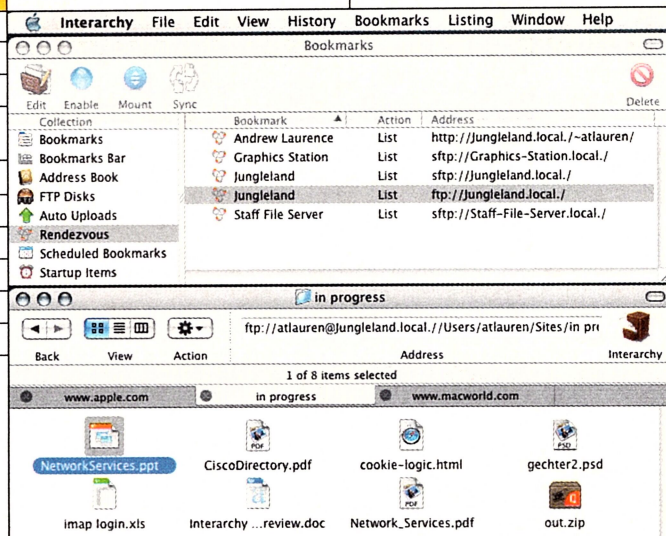 Interarchy File Edit View History Bookmarks Listing Window Help
Bookmarks
Edit Enable Mount Sync Delete
Collection Bookmark Action Address
Bookmarks Andrew Laurence List http://Jungleland.local./~atlauren/
Bookmarks Bar Graphics Station List sftp://Graphics-Station.local./
Address Book Jungleland List sftp://Jungleland.local./
FTP Disks Jungleland List ftp://Jungleland.local./
Auto Uploads Staff File Server List sftp://Staff-File-Server.local./
Rendezvous
Scheduled Bookmarks
Startup Items
in progress
ftp://atlauren@Jungleland.local.//Users/atlauren/Sites/in pre
Back View Action Address Interarchy
1 of 8 items selected
www.apple.com in progress www.macworld.com
NetworkServices.ppt CiscoDirectory.pdf cookie-logic.html gechter2.psd
imap login.xls Interarchy ...review.doc Network_Services.pdf out.zip